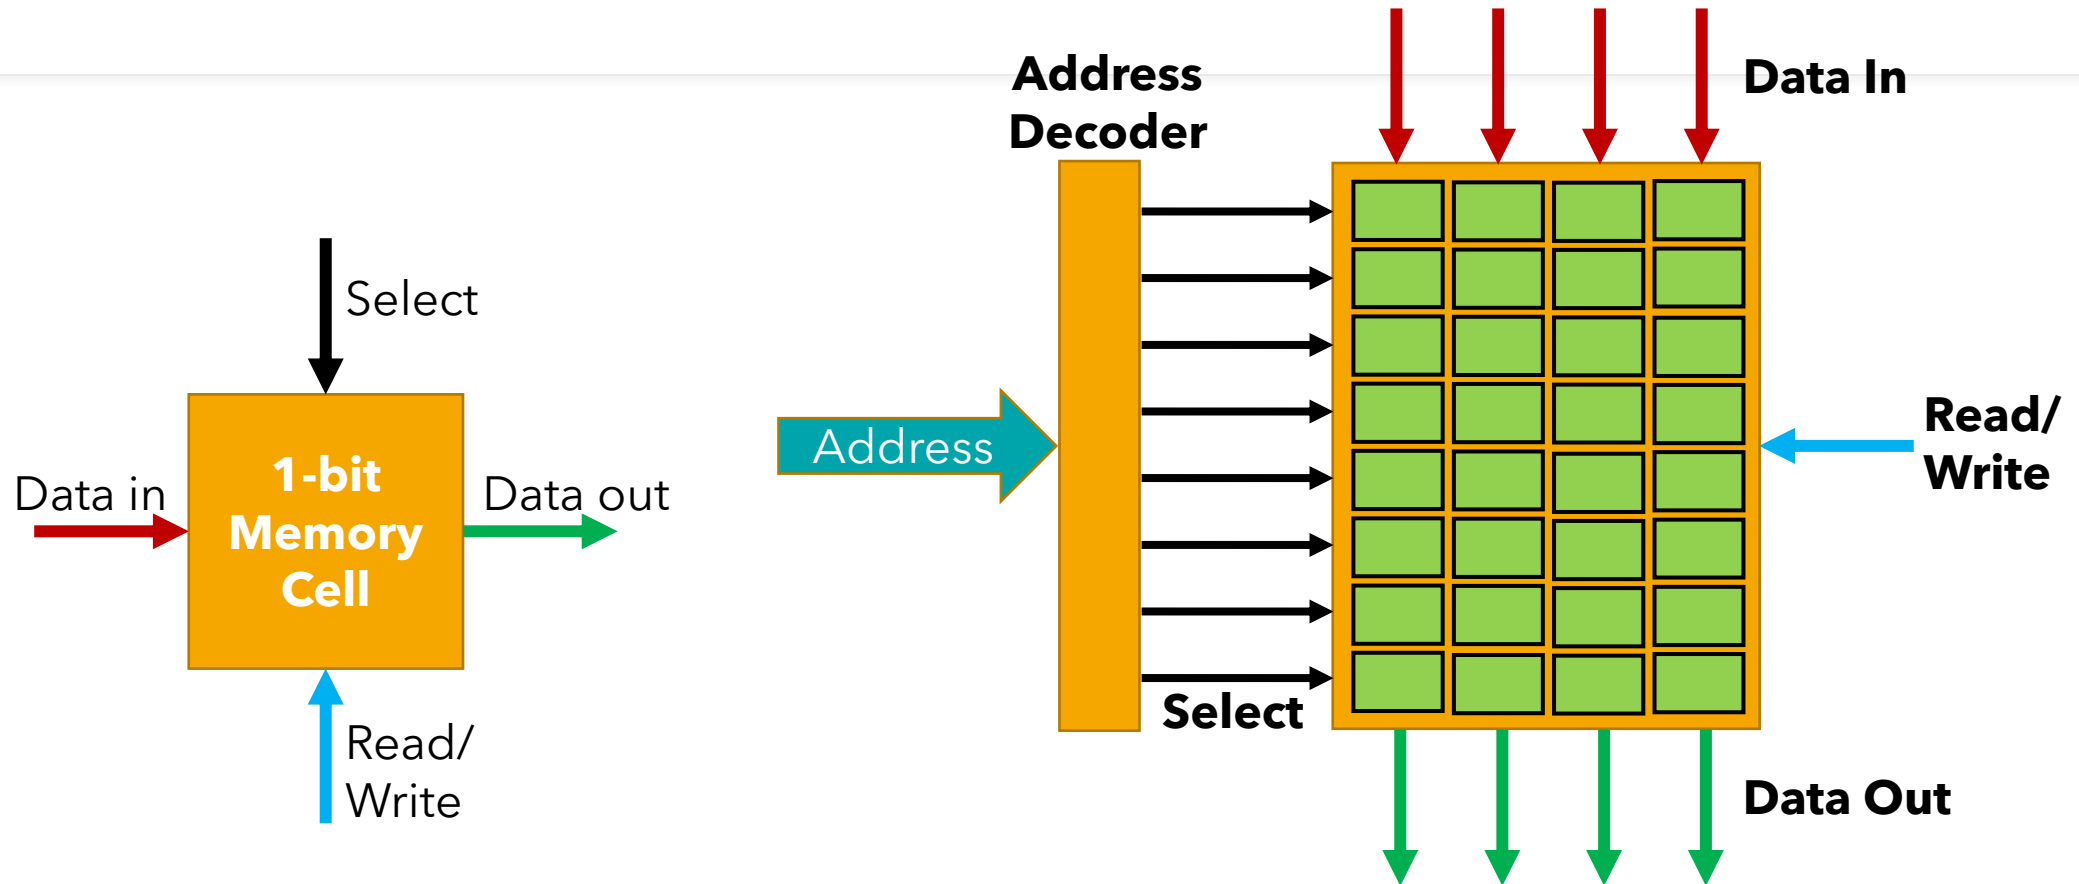 Select
Data in
1-bit
Memory
Cell
Data out
Read/
Write
Address
Decoder
Data In
Address
Read/
Write
Select
Data Out